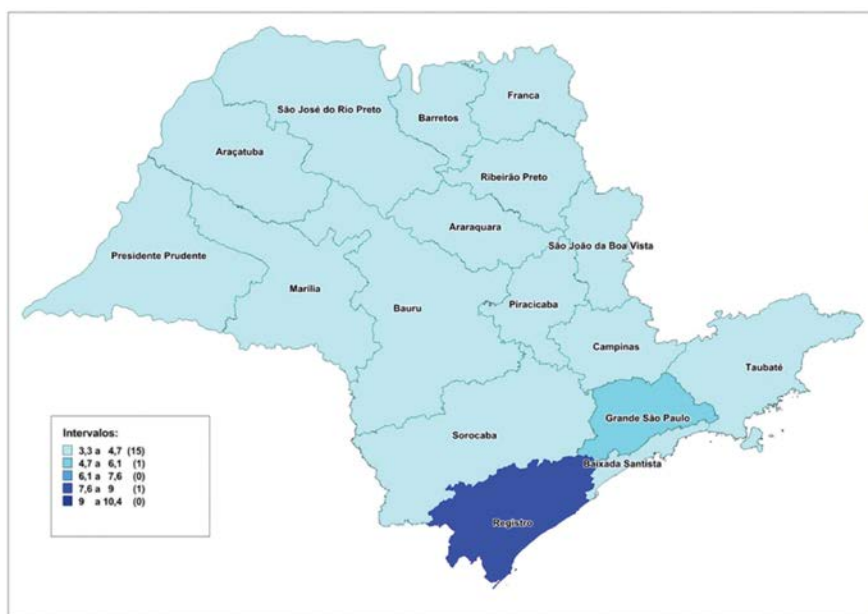 Franca
São José do Rio Preto
Barretos
Araçatuba
Ribeirão Preto
Araraquara
São João da Boa Vista
Presidente Prudente
Marília
Bauru
Piracicaba
Campinas
Taubaté
Grande São Paulo
Sorocaba
Baixada Santista
Registro
Intervalos:
3,3 a 4,7 (15)
4,7 a 6,1 (1)
6,1 a 7,6 (0)
7,6 a 9 (1)
9 a 10,4 (0)